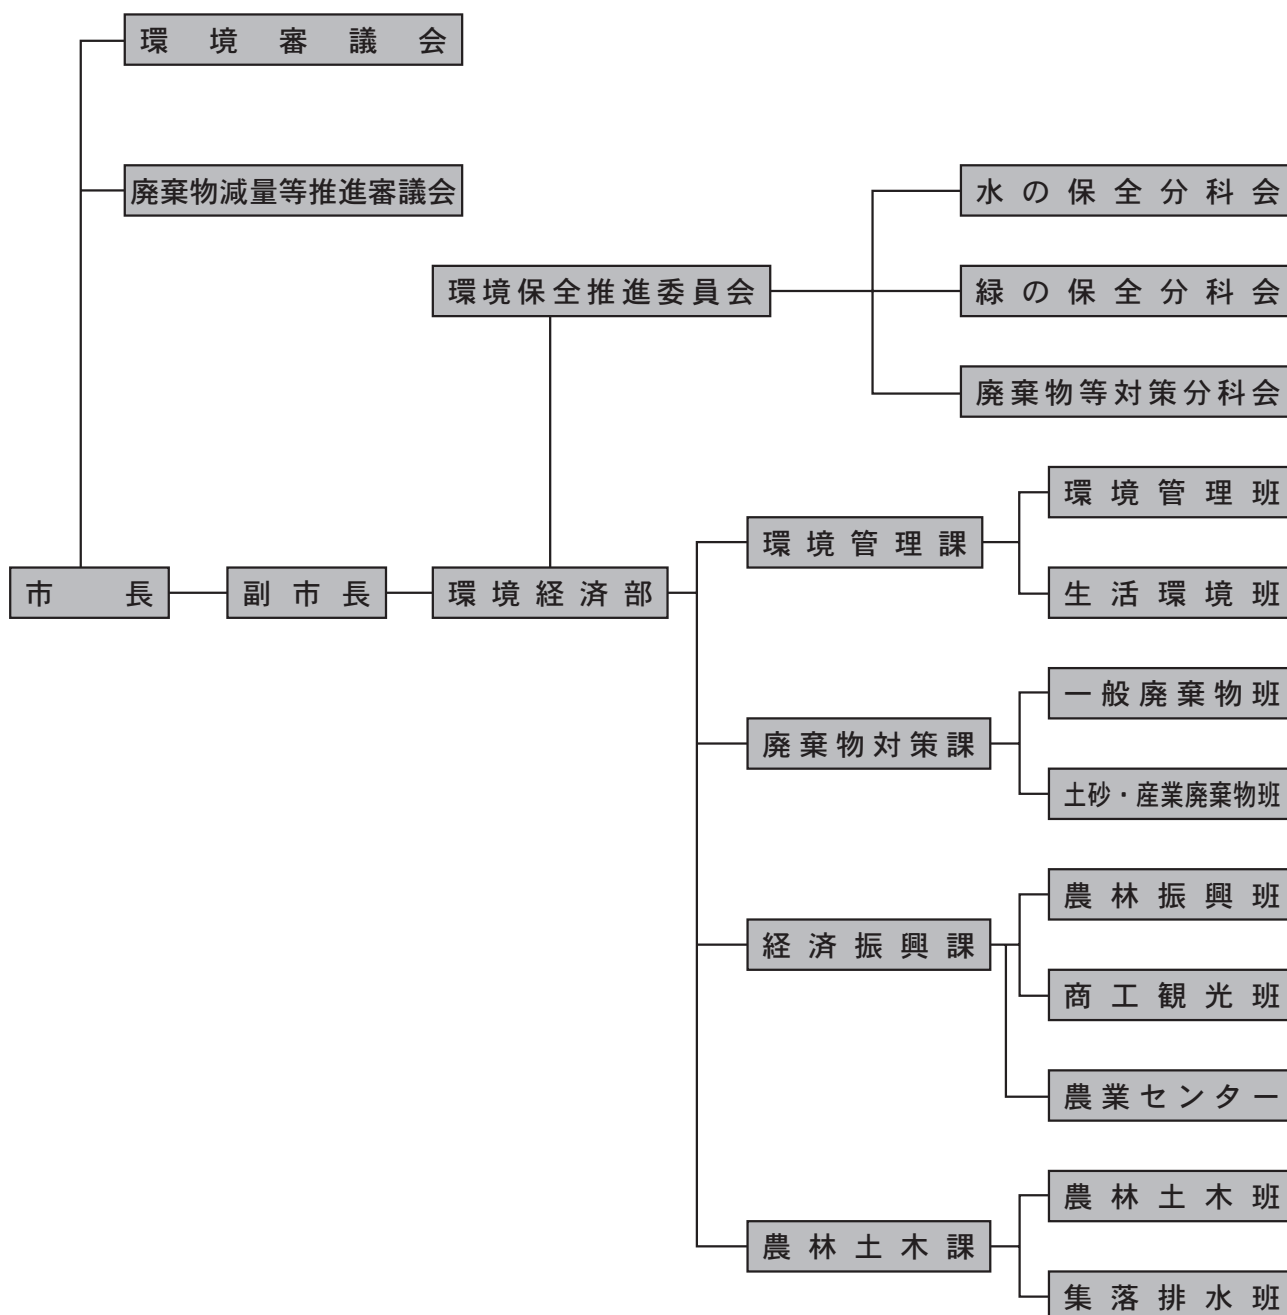 環境審議会
廃棄物減量等推進審議会
水の保全分科会
環境保全推進委員会
緑の保全分科会
廃棄物等対策分科会
環境管理班
環境管理課
市長
副市長
環境経済部
生活環境班
一般廃棄物班
廃棄物対策課
土砂・産業廃棄物班
農林振興班
経済振興課
商工観光班
農業センター
農林土木班
農林土木課
集落排水班